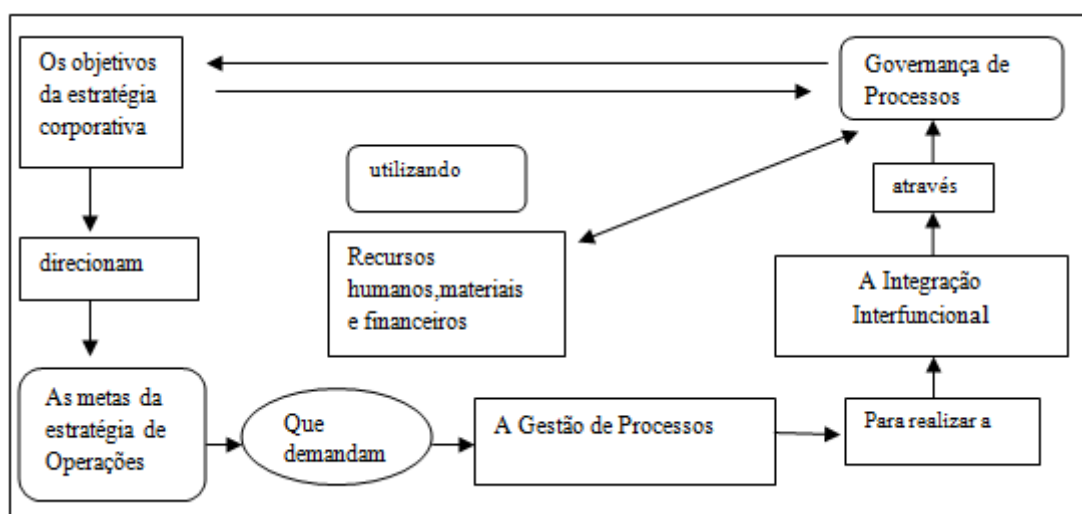 Os objetivos
da estratégia
corporativa
Governança de
Processos
utilizando
através
direcionam
Recursos
humanos,materiais
e financeiros
A Integração
Interfuncional
As metas da
estratégia de
Operações
Que
demandam
A Gestão de Processos
Para realizar a